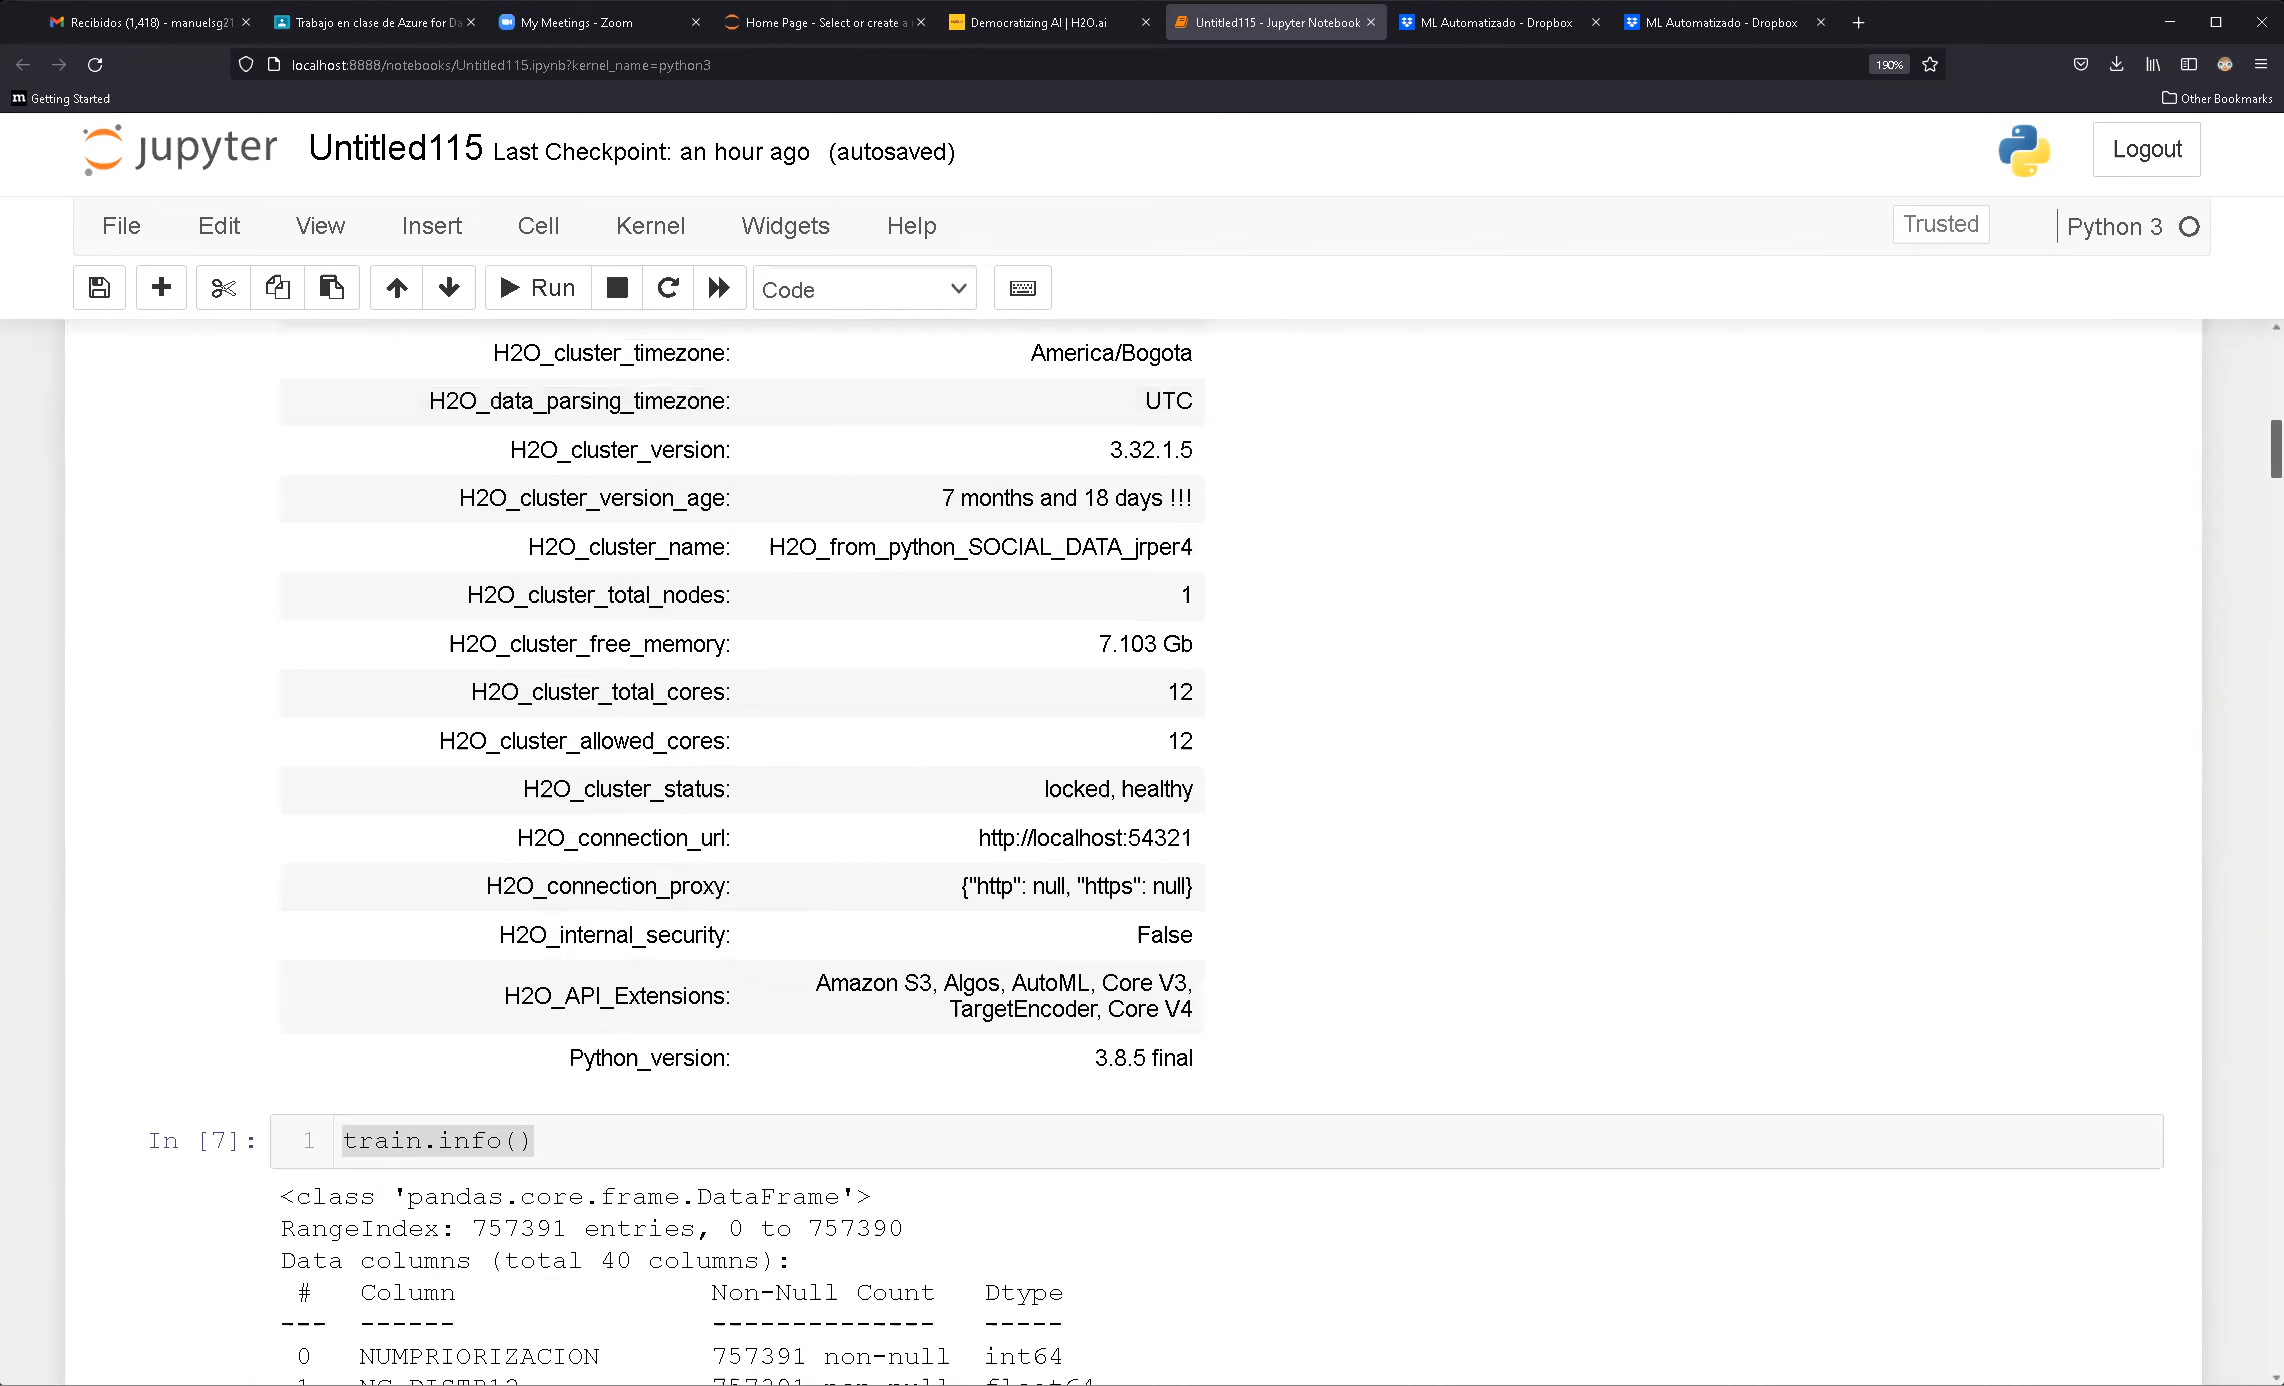 Recibidos (1,418) - manuelsg21
Trabajo en clase de Azure for Da
My Meetings - Zoom
Home Page - Select or create a
Democratizing AI | H2O.ai
Untitled115 - Jupyter Notebook
ML Automatizado - Dropbox
ML Automatizado - Dropbox
localhost:8888/notebooks/Untitled115.ipynb?kernel_name=python3
190%
Getting Started
Other Bookmarks
jupyter Untitled115 Last Checkpoint: an hour ago (autosaved)
Logout
File Edit View Insert Cell Kernel Widgets Help
Trusted
Python 3
Run
Code
H2O_cluster_timezone: America/Bogota
H2O_data_parsing_timezone: UTC
H2O_cluster_version: 3.32.1.5
H2O_cluster_version_age: 7 months and 18 days !!!
H2O_cluster_name: H2O_from_python_SOCIAL_DATA_jrper4
H2O_cluster_total_nodes: 1
H2O_cluster_free_memory: 7.103 Gb
H2O_cluster_total_cores: 12
H2O_cluster_allowed_cores: 12
H2O_cluster_status: locked, healthy
H2O_connection_url: http://localhost:54321
H2O_connection_proxy: {"http": null, "https": null}
H2O_internal_security: False
H2O_API_Extensions: Amazon S3, Algos, AutoML, Core V3,
TargetEncoder, Core V4
Python_version: 3.8.5 final
In [7]: 1 train.info()
<class 'pandas.core.frame.DataFrame'>
RangeIndex: 757391 entries, 0 to 757390
Data columns (total 40 columns):
# Column Non-Null Count Dtype
--- ------ -------------- -----
0 NUMPRIORIZACION 757391 non-null int64